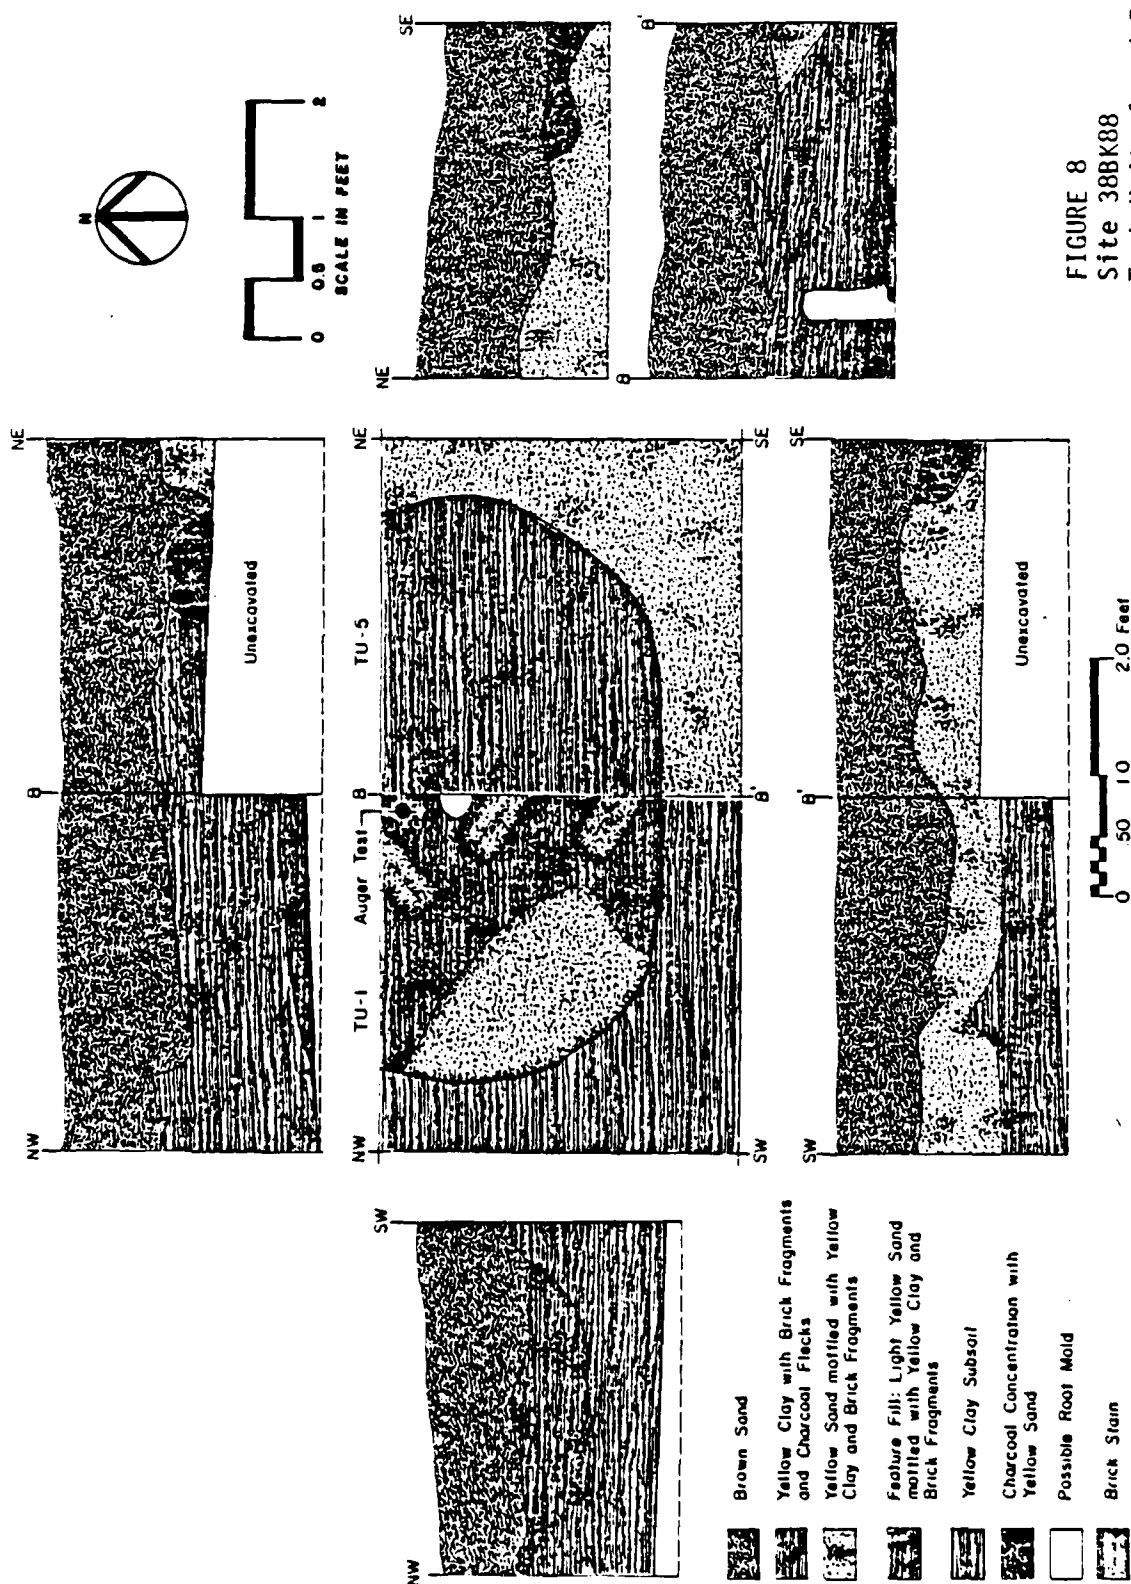 N
0
0.5
1
2
SCALE IN FEET
NE
SE
B
B'
NW
B
NE
Unexcavated
TU-1
Auger Test
B
TU-5
NW
NE
SW
B'
SE
B'
SE
Unexcavated
0
.50
1.0
2.0 Feet
NW
SW
Brown Sand
Yellow Clay with Brick Fragments
and Charcoal Flecks
Yellow Sand mottled with Yellow
Clay and Brick Fragments
Feature Fill: Light Yellow Sand
mottled with Yellow Clay and
Brick Fragments
Yellow Clay Subsoil
Charcoal Concentration with
Yellow Sand
Possible Root Mold
Brick Stain
FIGURE 8
Site 38BK88